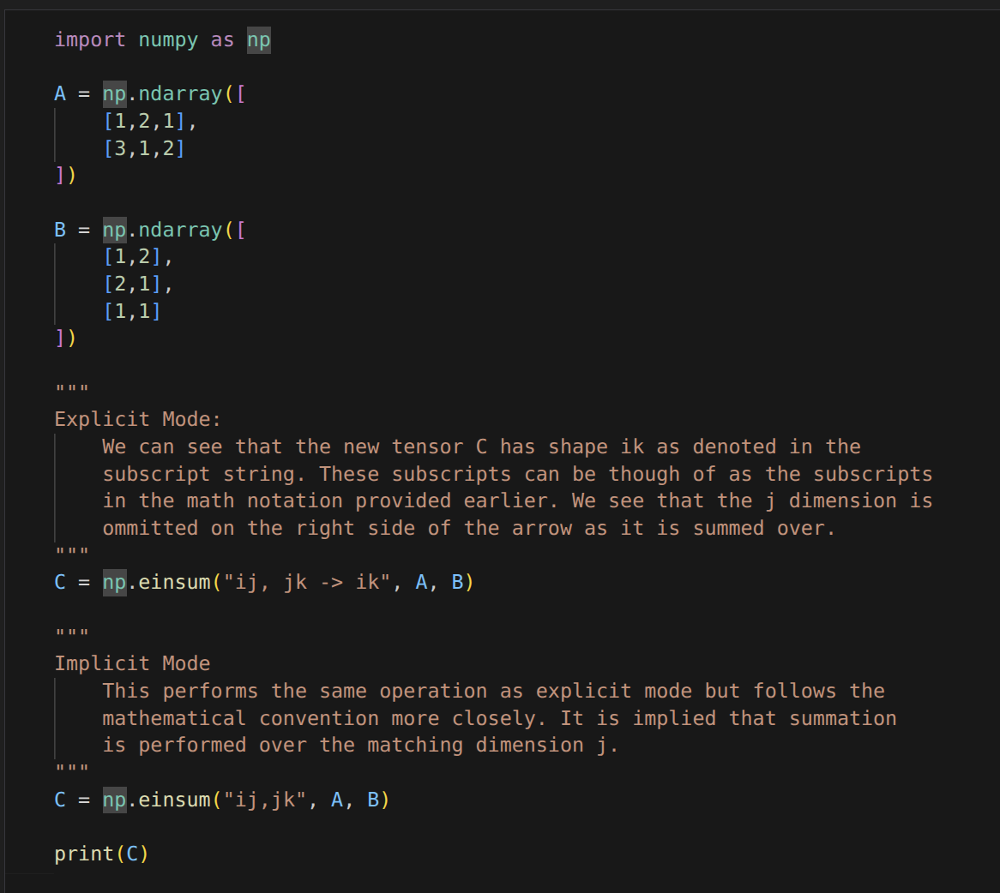 import numpy as np
A = np.ndarray([
[1,2,1],
[3,1,2]
])
B = np.ndarray([
[1,2],
[2,1],
[1,1]
])
"""
Explicit Mode:
We can see that the new tensor C has shape ik as denoted in the
subscript string. These subscripts can be though of as the subscripts
in the math notation provided earlier. We see that the j dimension is
ommitted on the right side of the arrow as it is summed over.
"""
C = np.einsum("ij, jk -> ik", A, B)
"""
Implicit Mode
This performs the same operation as explicit mode but follows the
mathematical convention more closely. It is implied that summation
is performed over the matching dimension j.
"""
C = np.einsum("ij,jk", A, B)
print(C)